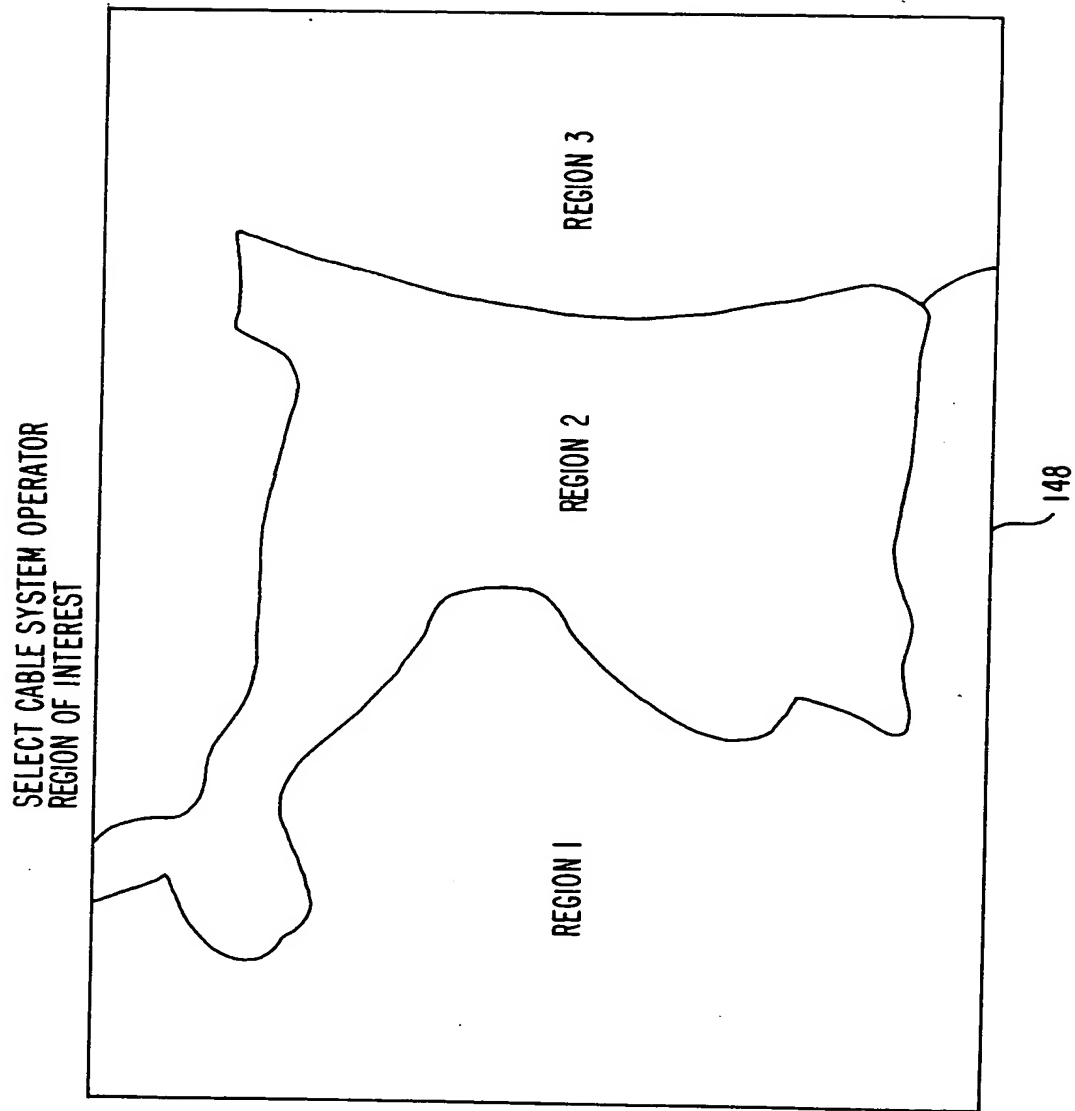 SELECT CABLE SYSTEM OPERATOR
REGION OF INTEREST
REGION 1
REGION 2
REGION 3
148